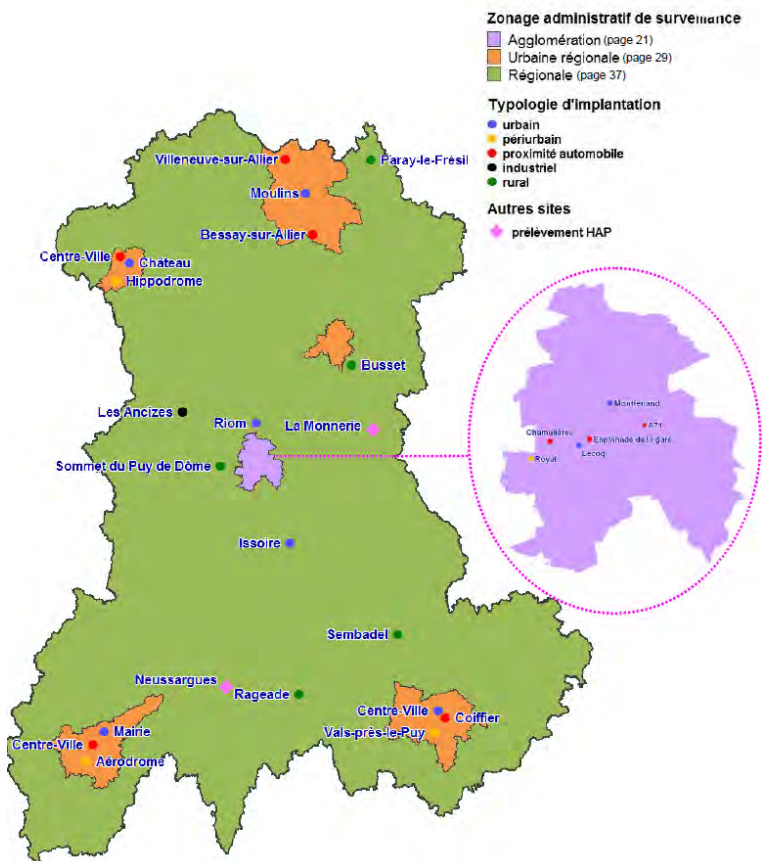 Zonage administratif de surveillance
Agglomération (page 21)
Urbaine régionale (page 29)
Régionale (page 37)
Typologie d'implantation
urbain
périurbain
proximité automobile
industriel
rural
Autres sites
prélèvement HAP
Villeneuve-sur-Allier
Paray-le-Frésil
Moulins
Bessay-sur-Allier
Centre-Ville
Château
Hippodrome
Busset
Les Ancizes
Riom
La Monnerie
Sommet du Puy de Dôme
Issoire
Sembadel
Neussargues
Rageade
Centre-Ville
Coiffier
Vals-près-le-Puy
Mairie
Centre-Ville
Aérodrome
Montferrand
A71
Chamalières
Esplanade de la gare
Lecoq
Royat